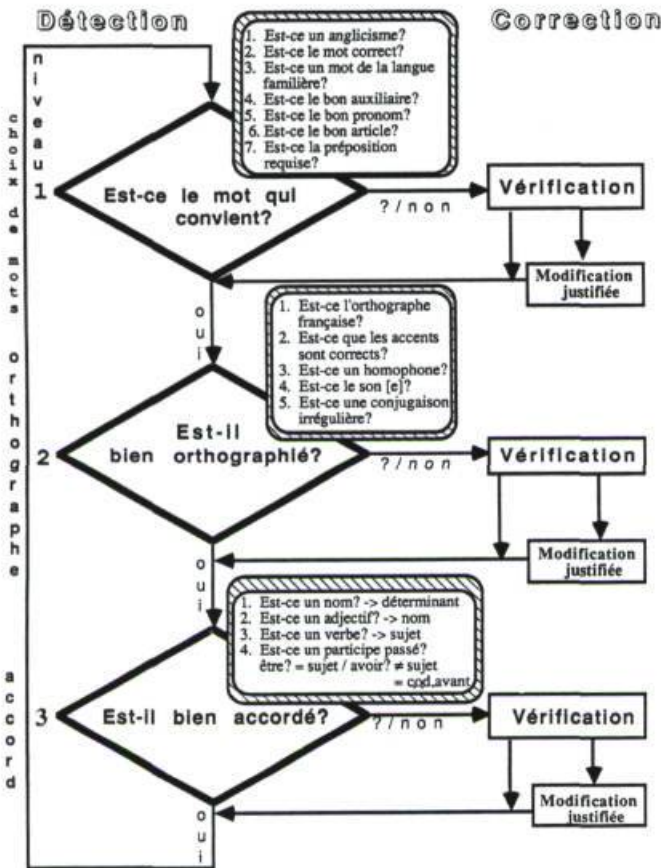 Détection
Correction
niveau
choix de mots
orthographe
accord
1. Est-ce un anglicisme?
2. Est-ce le mot correct?
3. Est-ce un mot de la langue
familière?
4. Est-ce le bon auxiliaire?
5. Est-ce le bon pronom?
6. Est-ce le bon article?
7. Est-ce la préposition
requise?
1
Est-ce le mot qui
convient?
?/non
Vérification
Modification
justifiée
oui
1. Est-ce l'orthographe
française?
2. Est-ce que les accents
sont corrects?
3. Est-ce un homophone?
4. Est-ce le son [e]?
5. Est-ce une conjugaison
irrégulière?
2
Est-il
bien orthographié?
?/non
Vérification
Modification
justifiée
oui
1. Est-ce un nom? -> déterminant
2. Est-ce un adjectif? -> nom
3. Est-ce un verbe? -> sujet
4. Est-ce un participe passé?
être? = sujet / avoir? ≠ sujet
= cod,avant
3
Est-il bien accordé?
?/non
Vérification
Modification
justifiée
oui